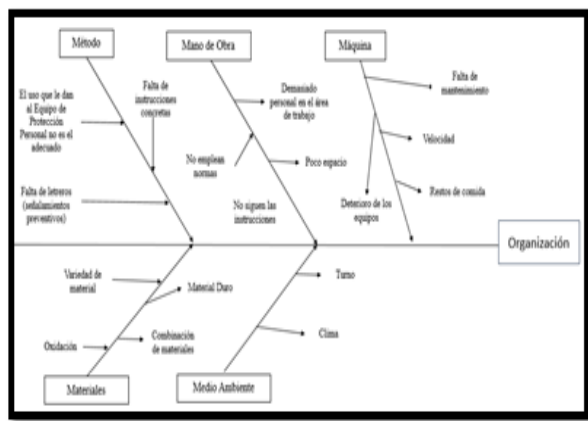 Método
Mano de Obra
Máquina
El uso que le dan
al Equipo de
Protección
Personal no es el
adecuado
Falta de
instrucciones
concretas
Falta de letreros
(señalamientos
preventivos)
Demasiado
personal en el área
de trabajo
No emplean
normas
Poco espacio
No siguen las
instrucciones
Falta de
mantenimiento
Velocidad
Restos de comida
Deterioro de los
equipos
Organización
Variedad de
material
Material Duro
Oxidación
Combinación
de materiales
Materiales
Turno
Clima
Medio Ambiente